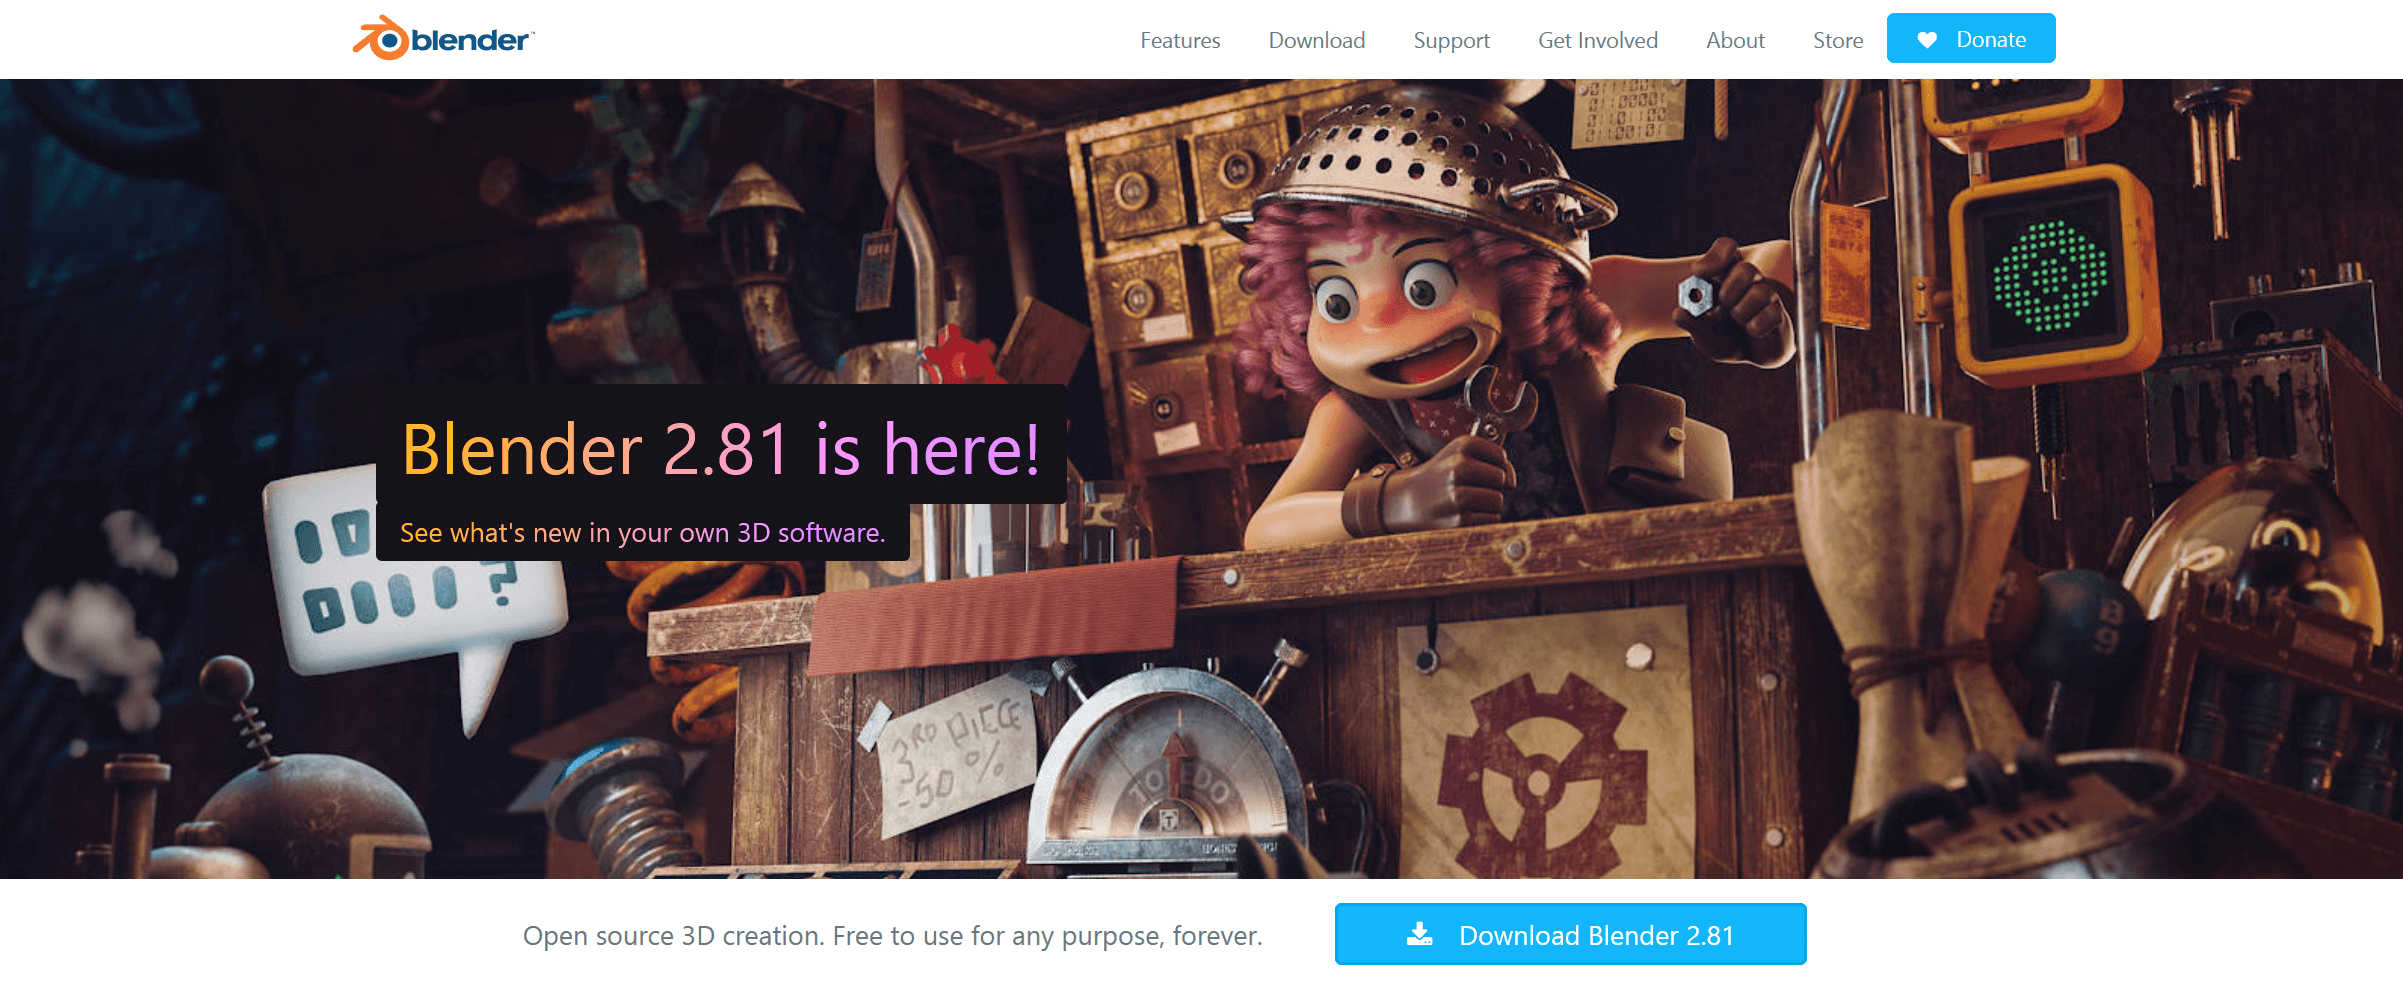 blender
Features Download Support Get Involved About Store Donate
Blender 2.81 is here!
See what's new in your own 3D software.
3RD PIECE
-50 %
TOLEDO
Open source 3D creation. Free to use for any purpose, forever.
Download Blender 2.81